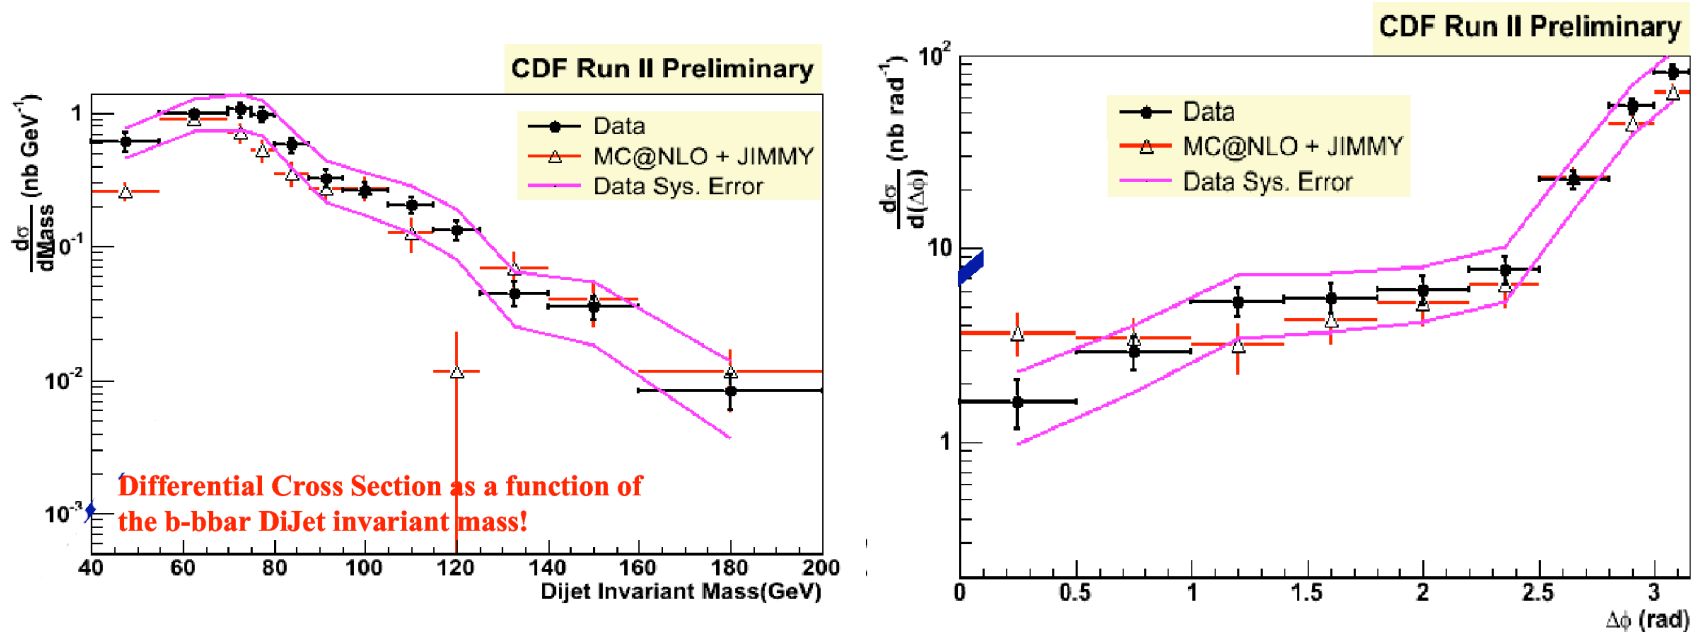 CDF Run II Preliminary
Data
MC@NLO + JIMMY
Data Sys. Error
dσ
dMass
(nb GeV⁻¹)
1
10⁻¹
10⁻²
10⁻³
Differential Cross Section as a function of
the b-bbar DiJet invariant mass!
40 60 80 100 120 140 160 180 200
Dijet Invariant Mass(GeV)
CDF Run II Preliminary
Data
MC@NLO + JIMMY
Data Sys. Error
dσ
d(Δϕ)
(nb rad⁻¹)
10²
10
1
0 0.5 1 1.5 2 2.5 3
Δϕ (rad)